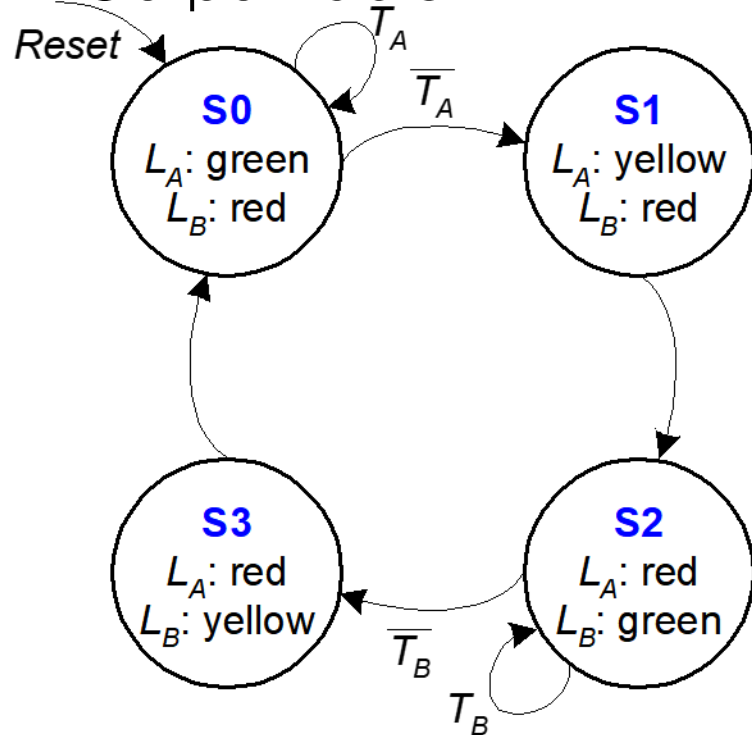 Reset
T_A
T̅_A̅
S0
L_A: green
L_B: red
S1
L_A: yellow
L_B: red
S3
L_A: red
L_B: yellow
S2
L_A: red
L_B: green
T̅_B̅
T_B